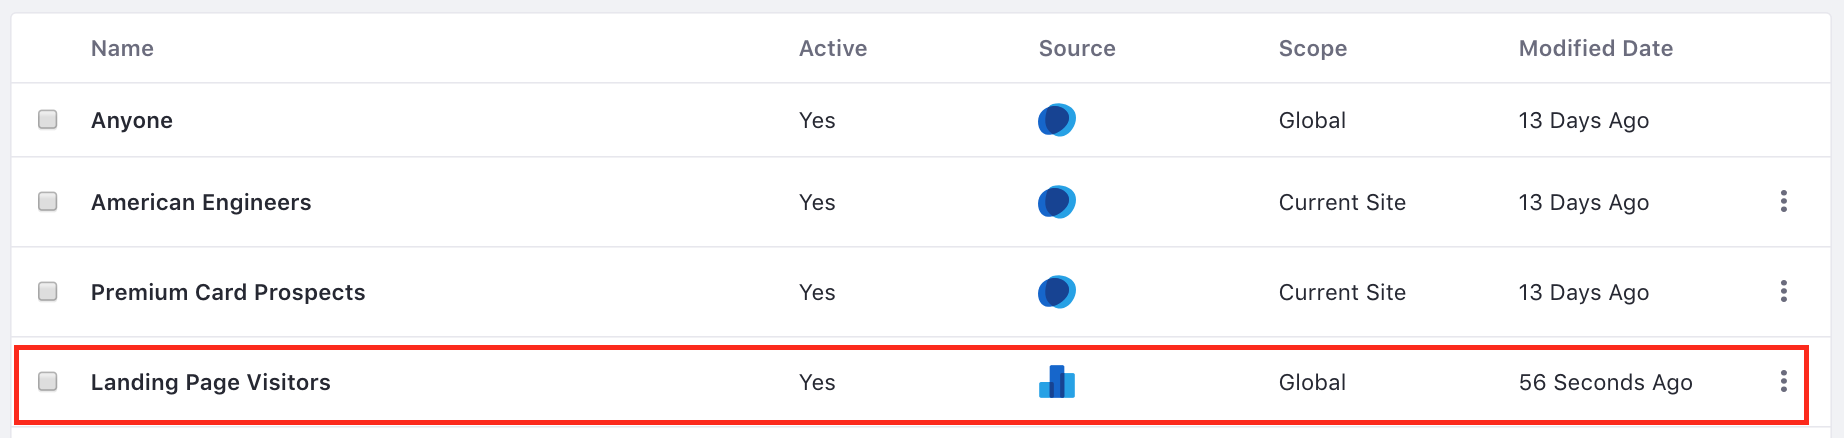 Name Active Source Scope Modified Date
Anyone Yes Global 13 Days Ago
American Engineers Yes Current Site 13 Days Ago
Premium Card Prospects Yes Current Site 13 Days Ago
Landing Page Visitors Yes Global 56 Seconds Ago